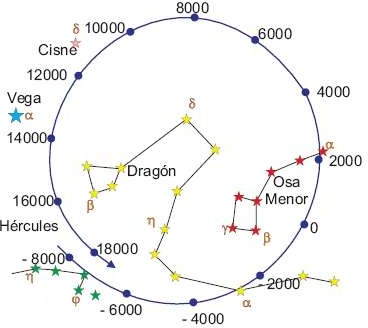 8000
δ
10000
6000
Cisne
12000
4000
Vega
α
δ
14000
α
2000
Dragón
Osa
Menor
β
16000
η
γ
β
0
Hércules
18000
- 8000
η
- 2000
φ
α
- 6000
- 4000